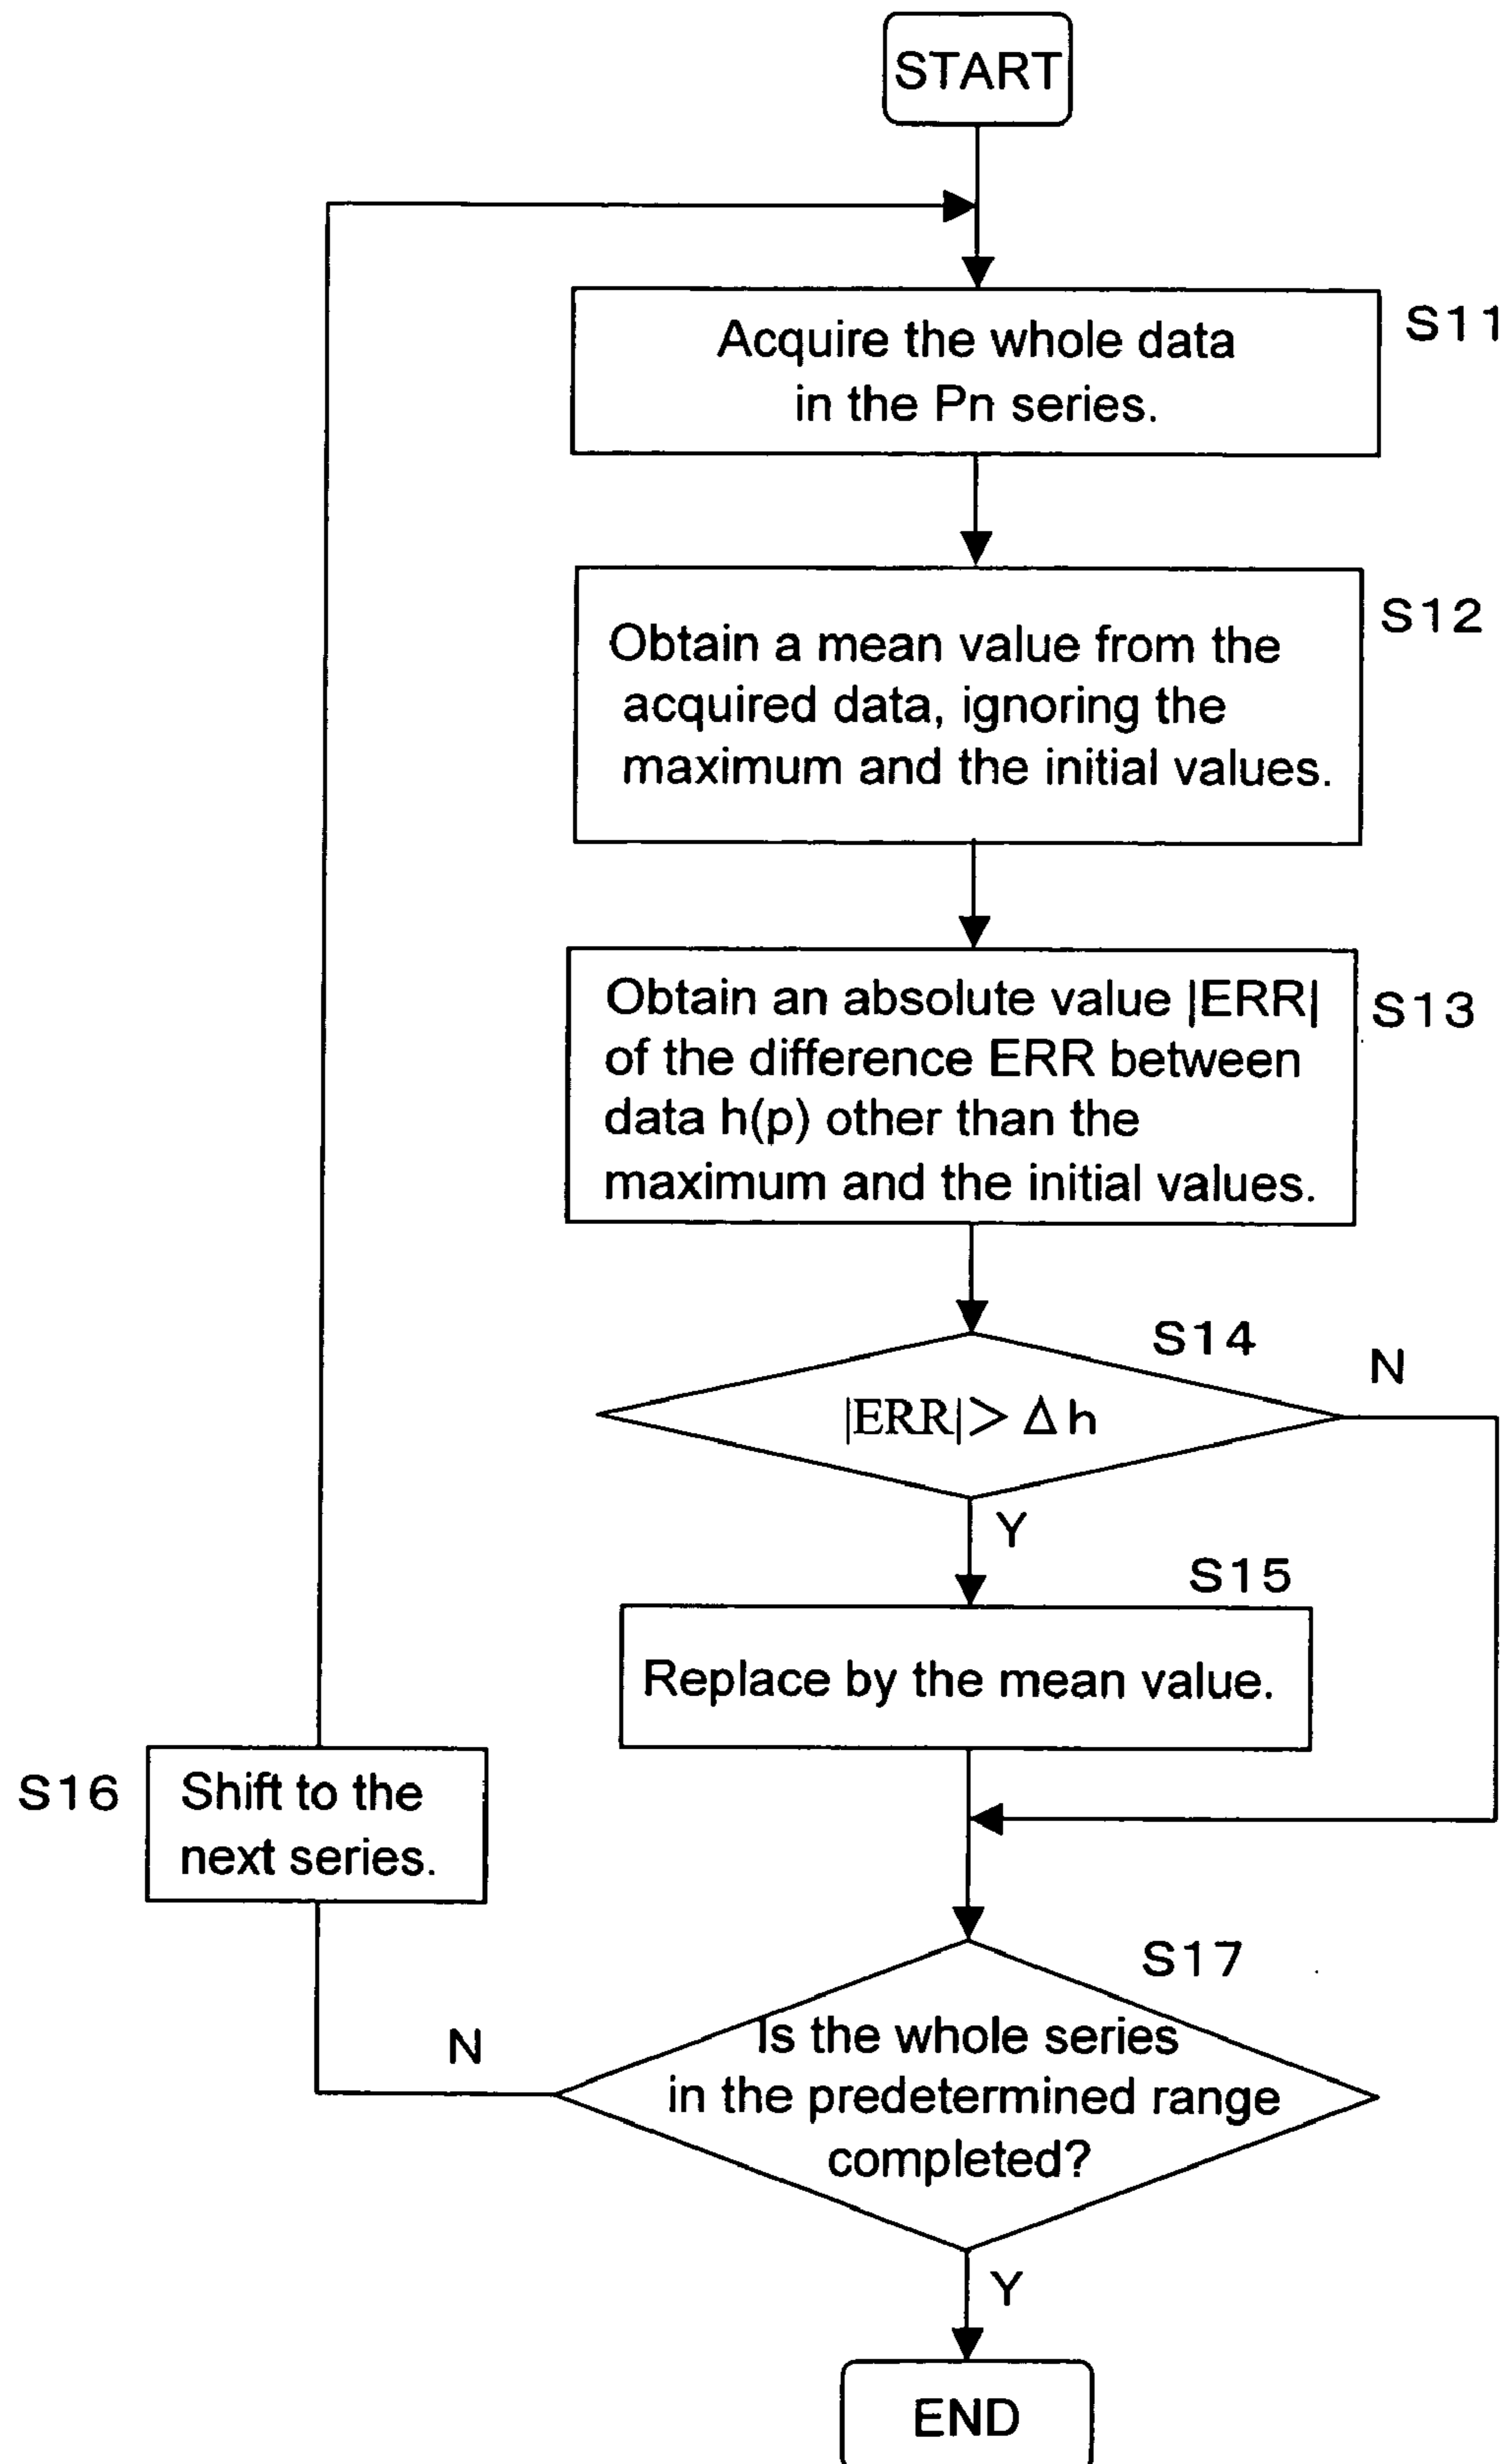 START
Acquire the whole data
in the Pn series.
S11
Obtain a mean value from the
acquired data, ignoring the
maximum and the initial values.
S12
Obtain an absolute value |ERR|
of the difference ERR between
data h(p) other than the
maximum and the initial values.
S13
S14
|ERR|> Δh
N
Y
S15
Replace by the mean value.
S16
Shift to the
next series.
S17
Is the whole series
in the predetermined range
completed?
N
Y
END